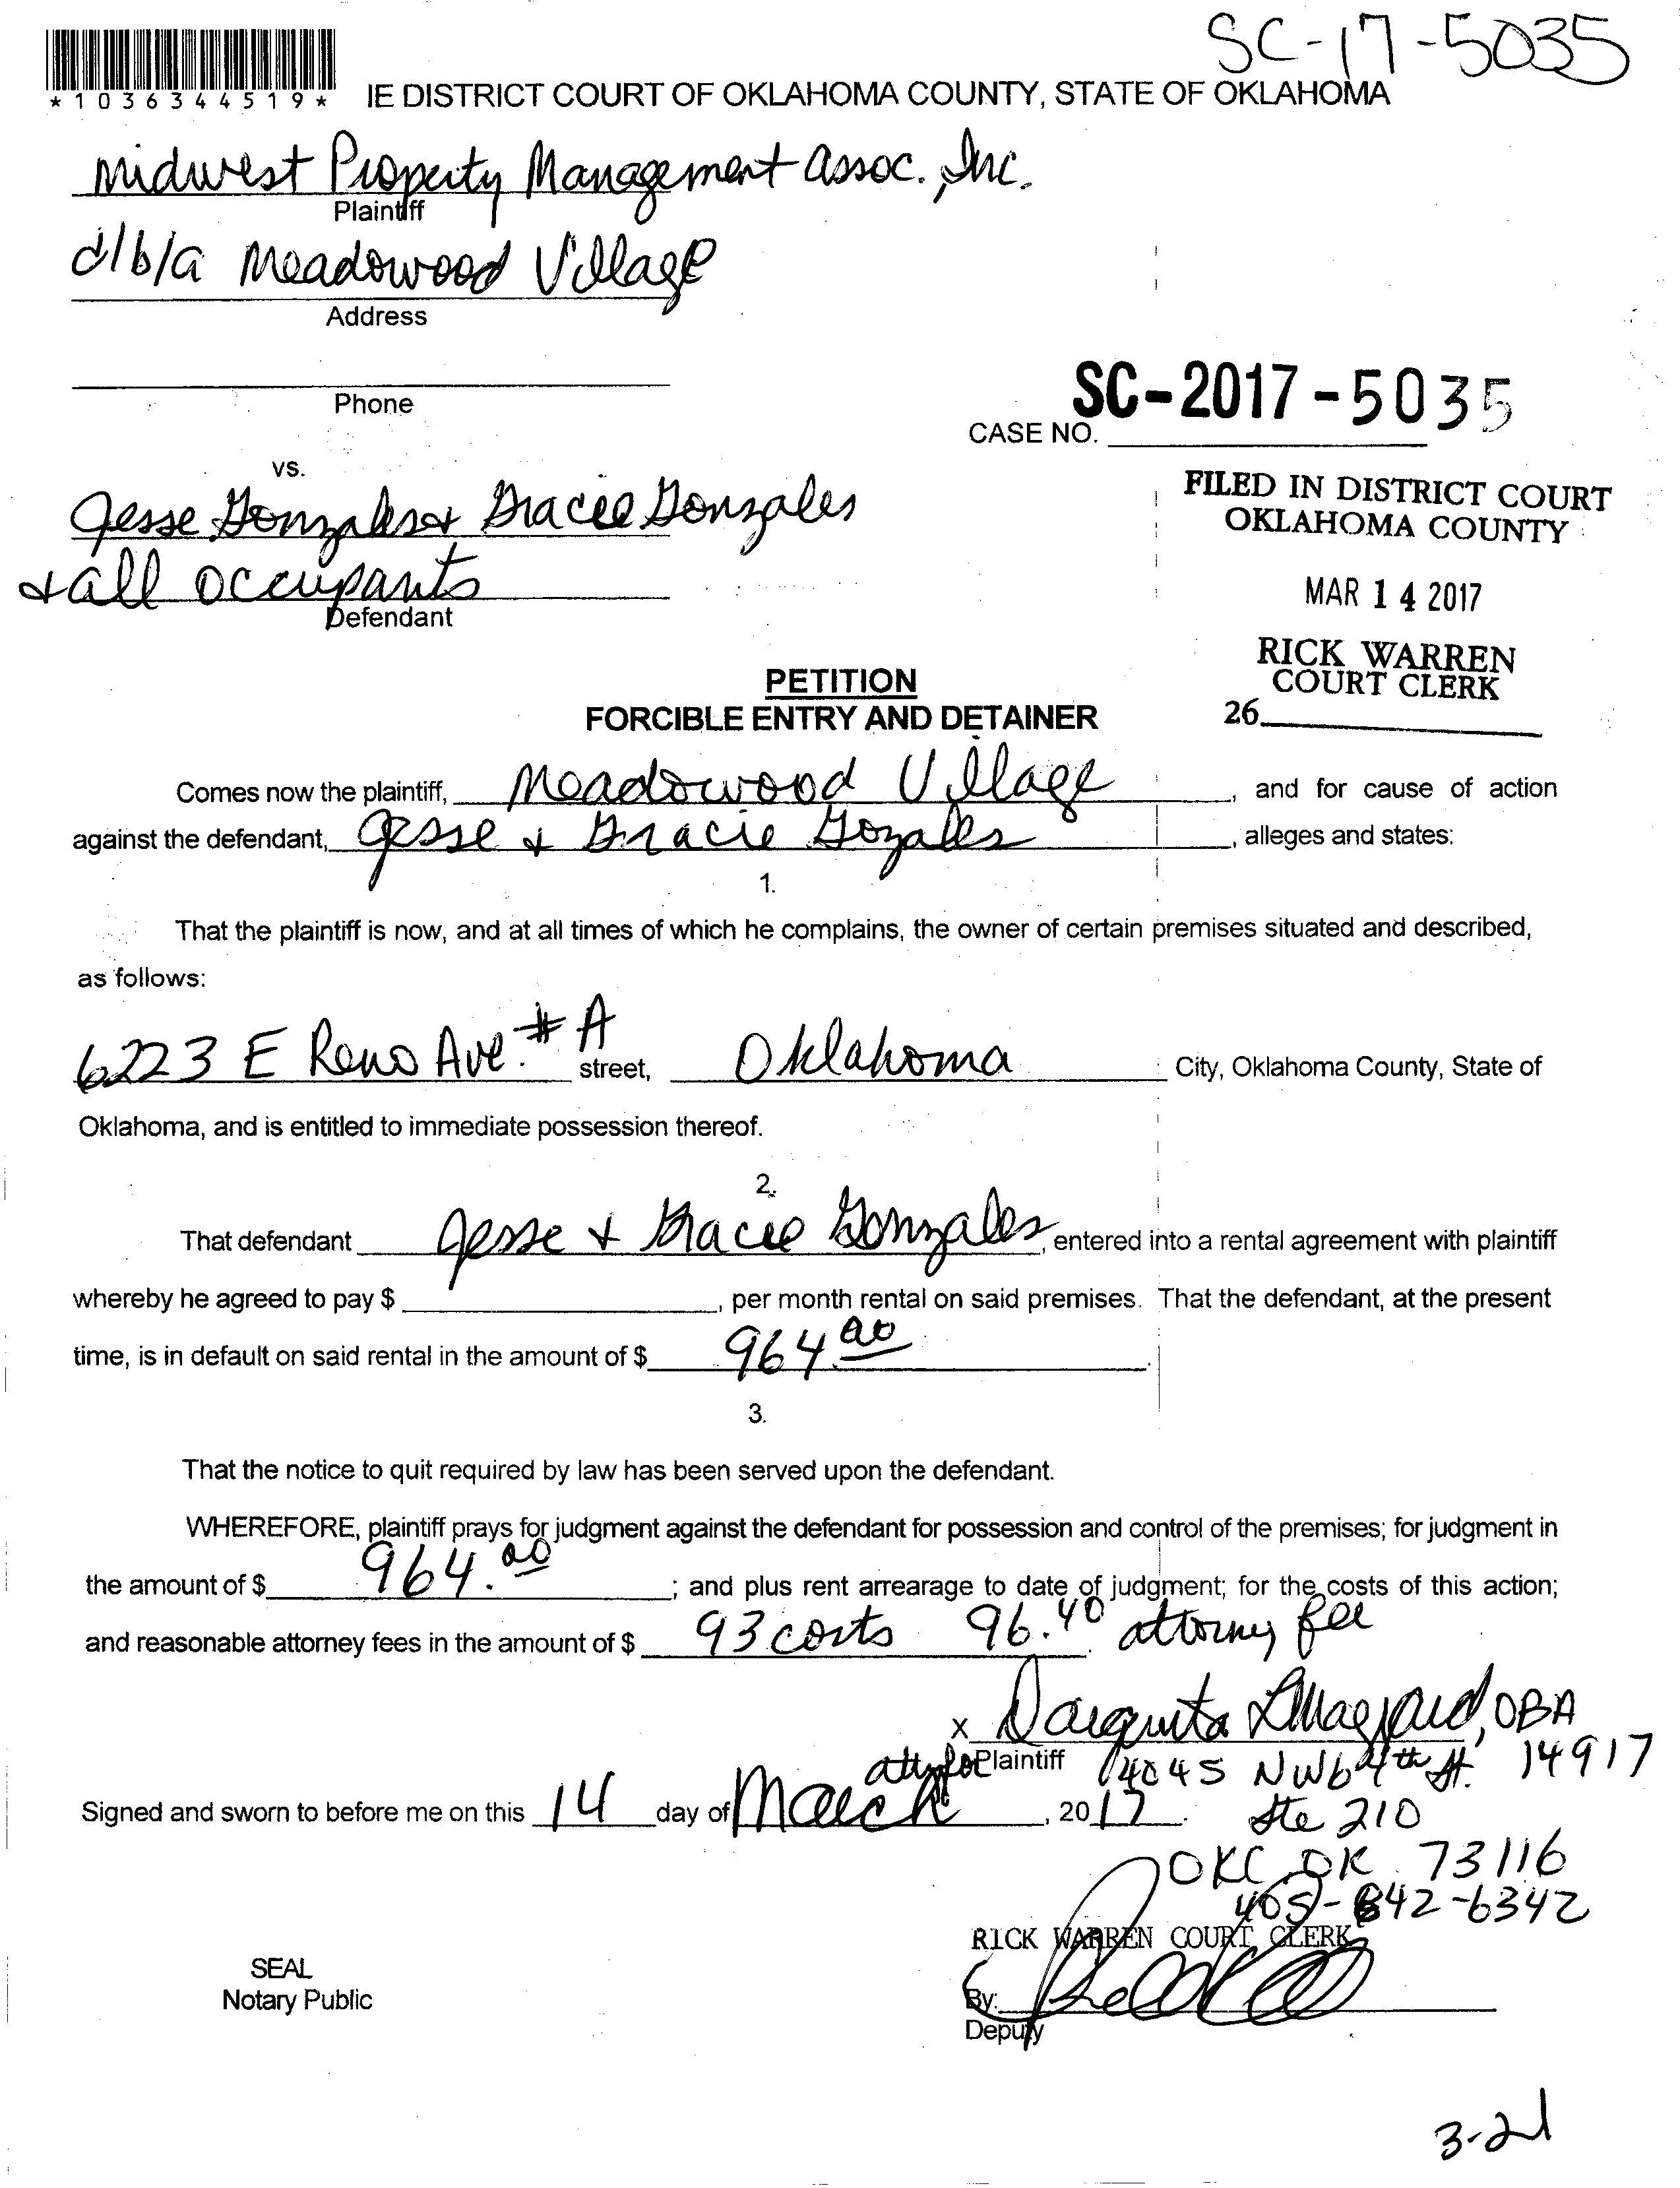 SC-17-5035
*1036344519*
IE DISTRICT COURT OF OKLAHOMA COUNTY, STATE OF OKLAHOMA
Midwest Property Management Assoc., Inc.
Plaintiff
d/b/a Meadowood Village
Address
Phone
SC-2017-5035
CASE NO.
vs.
Jesse Gonzales & Gracie Gonzales
& all occupants
Defendant
FILED IN DISTRICT COURT
OKLAHOMA COUNTY
MAR 14 2017
RICK WARREN
COURT CLERK
26
PETITION
FORCIBLE ENTRY AND DETAINER
Comes now the plaintiff, Meadowood Village, and for cause of action
against the defendant, Jesse & Gracie Gozales, alleges and states:
1.
That the plaintiff is now, and at all times of which he complains, the owner of certain premises situated and described,
as follows:
6223 E Reno Ave. # A street, Oklahoma City, Oklahoma County, State of
Oklahoma, and is entitled to immediate possession thereof.
2.
That defendant Jesse & Gracie Gonzales, entered into a rental agreement with plaintiff
whereby he agreed to pay $ , per month rental on said premises. That the defendant, at the present
time, is in default on said rental in the amount of $ 964.00.
3.
That the notice to quit required by law has been served upon the defendant.
WHEREFORE, plaintiff prays for judgment against the defendant for possession and control of the premises; for judgment in
the amount of $ 964.00; and plus rent arrearage to date of judgment; for the costs of this action;
and reasonable attorney fees in the amount of $ 93 costs 96.40 attorney fee
x OBA
atty for Plaintiff 4045 NW 64th St. 14917
Signed and sworn to before me on this 14 day of March, 2017. Ste 210
OKC OK 73116
405-842-6342
RICK WARREN COURT CLERK
SEAL
Notary Public
By:
Deputy
3-21